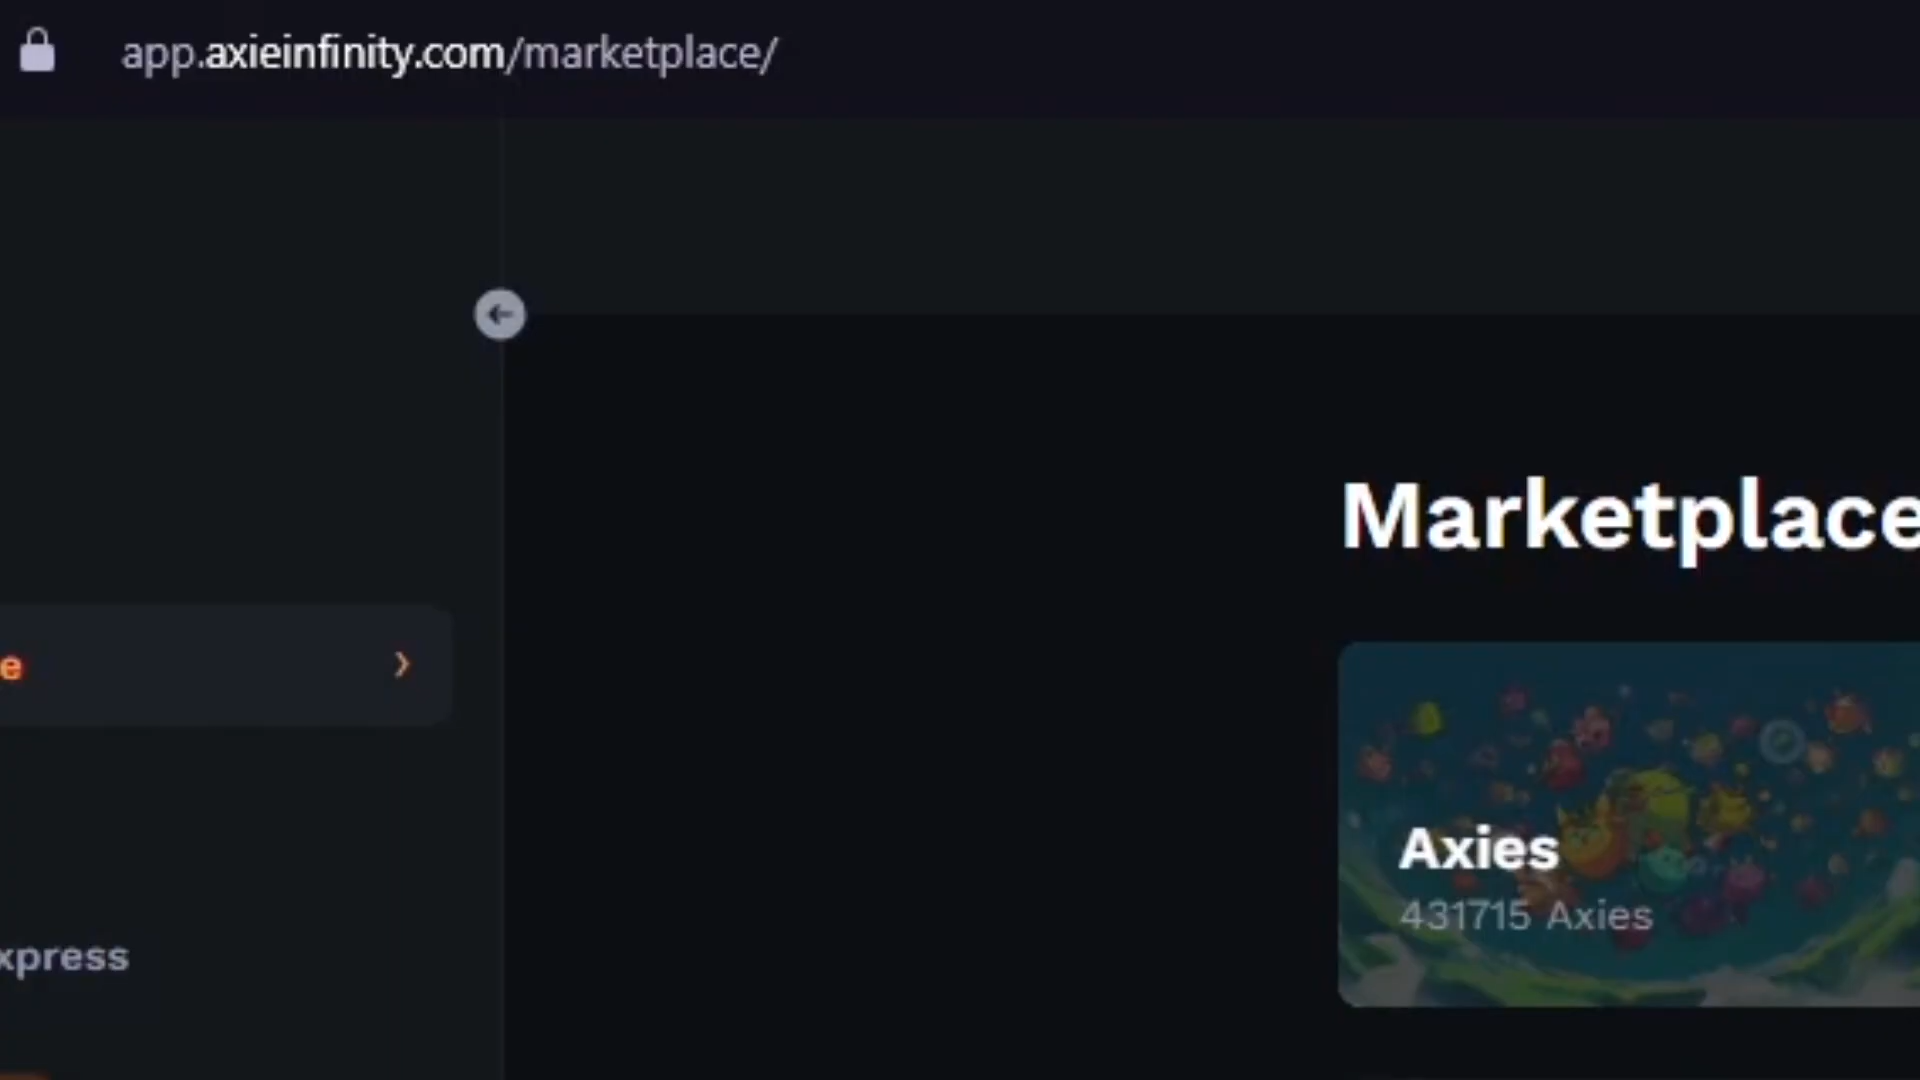 app.axieinfinity.com/marketplace/
Marketplace
e
Axies
431715 Axies
xpress